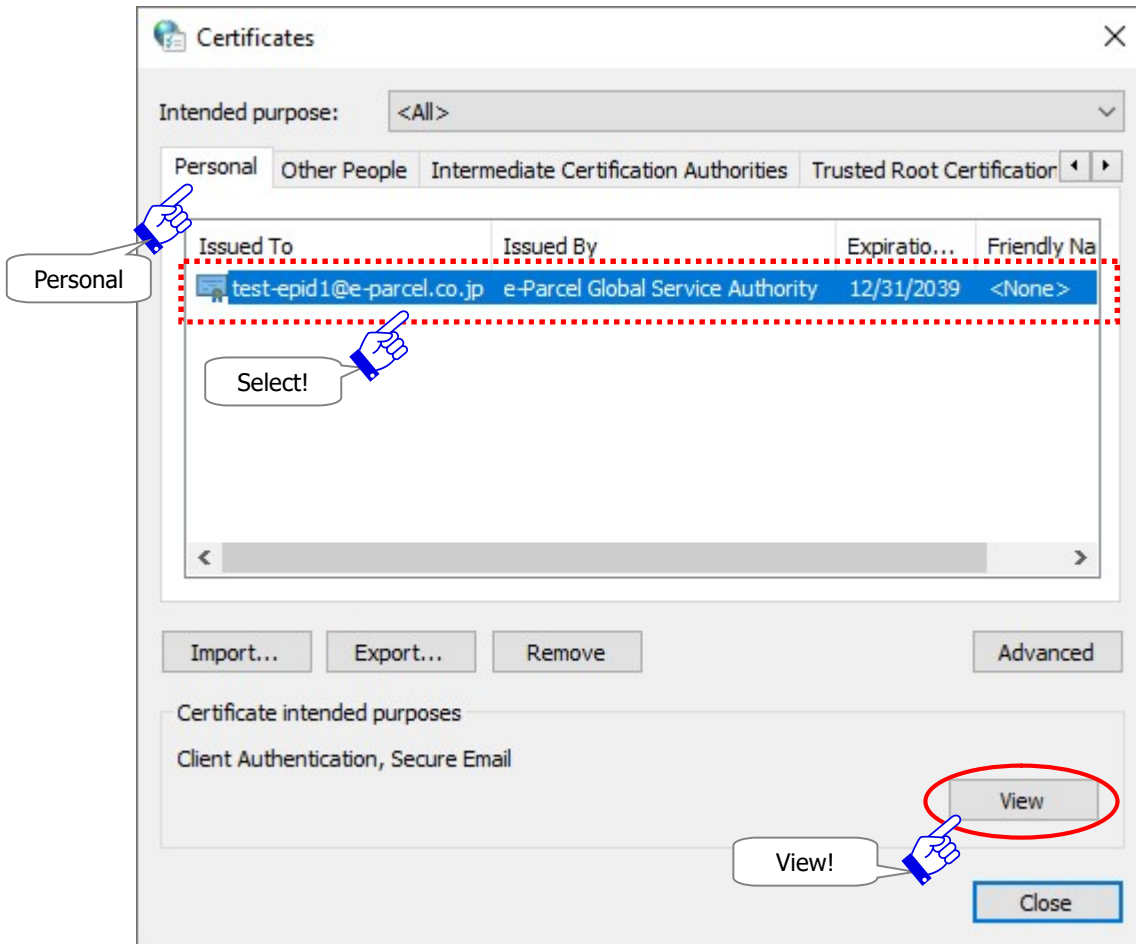 Certificates
Intended purpose: <All>
Personal Other People Intermediate Certification Authorities Trusted Root Certification
Issued To Issued By Expiratio... Friendly Na
Personal
test-epid1@e-parcel.co.jp e-Parcel Global Service Authority 12/31/2039 <None>
Select!
Import... Export... Remove Advanced
Certificate intended purposes
Client Authentication, Secure Email
View
View!
Close